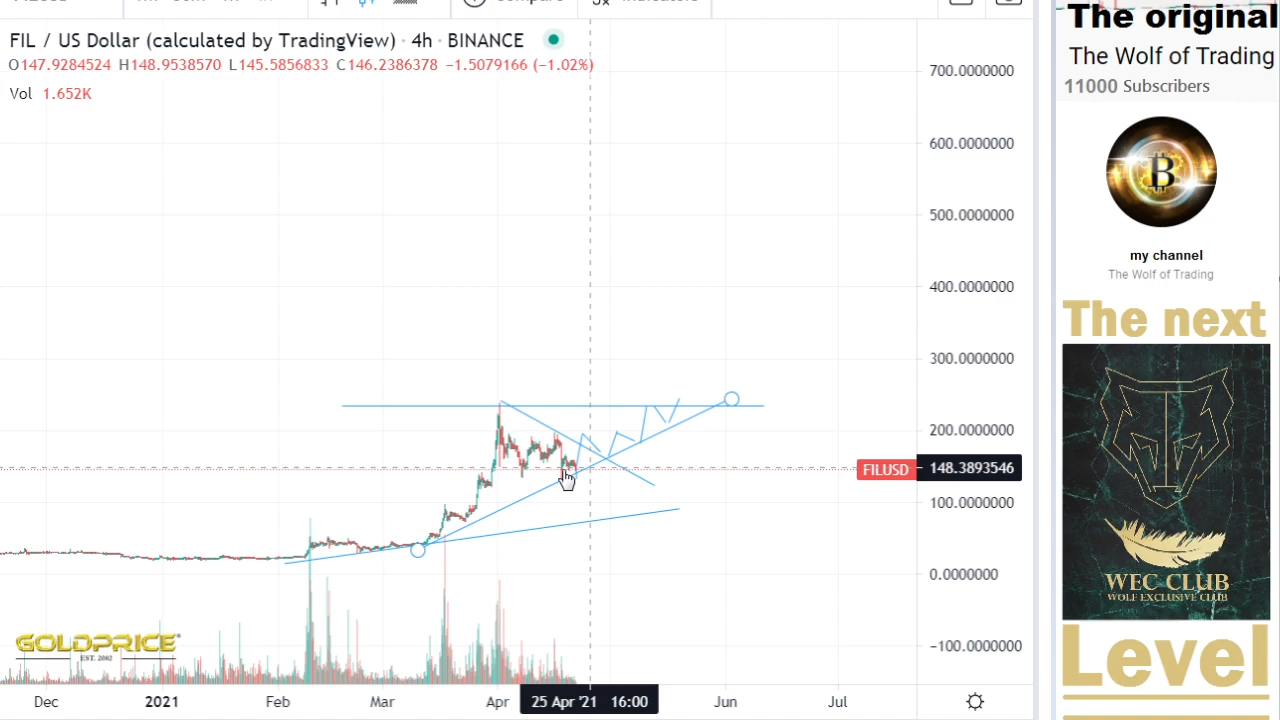 Compare
Indicators
FIL / US Dollar (calculated by TradingView) · 4h · BINANCE
O147.9284524 H148.9538570 L145.5856833 C146.2386378 −1.5079166 (−1.02%)
Vol 1.652K
700.0000000
600.0000000
500.0000000
400.0000000
300.0000000
200.0000000
FILUSD 148.3893546
100.0000000
0.0000000
−100.0000000
GOLDPRICE
EST. 2002
Dec 2021 Feb Mar Apr 25 Apr '21 16:00 Jun Jul
The original
The Wolf of Trading
11000 Subscribers
B
my channel
The Wolf of Trading
The next
WEC CLUB
WOLF EXCLUSIVE CLUB
Level